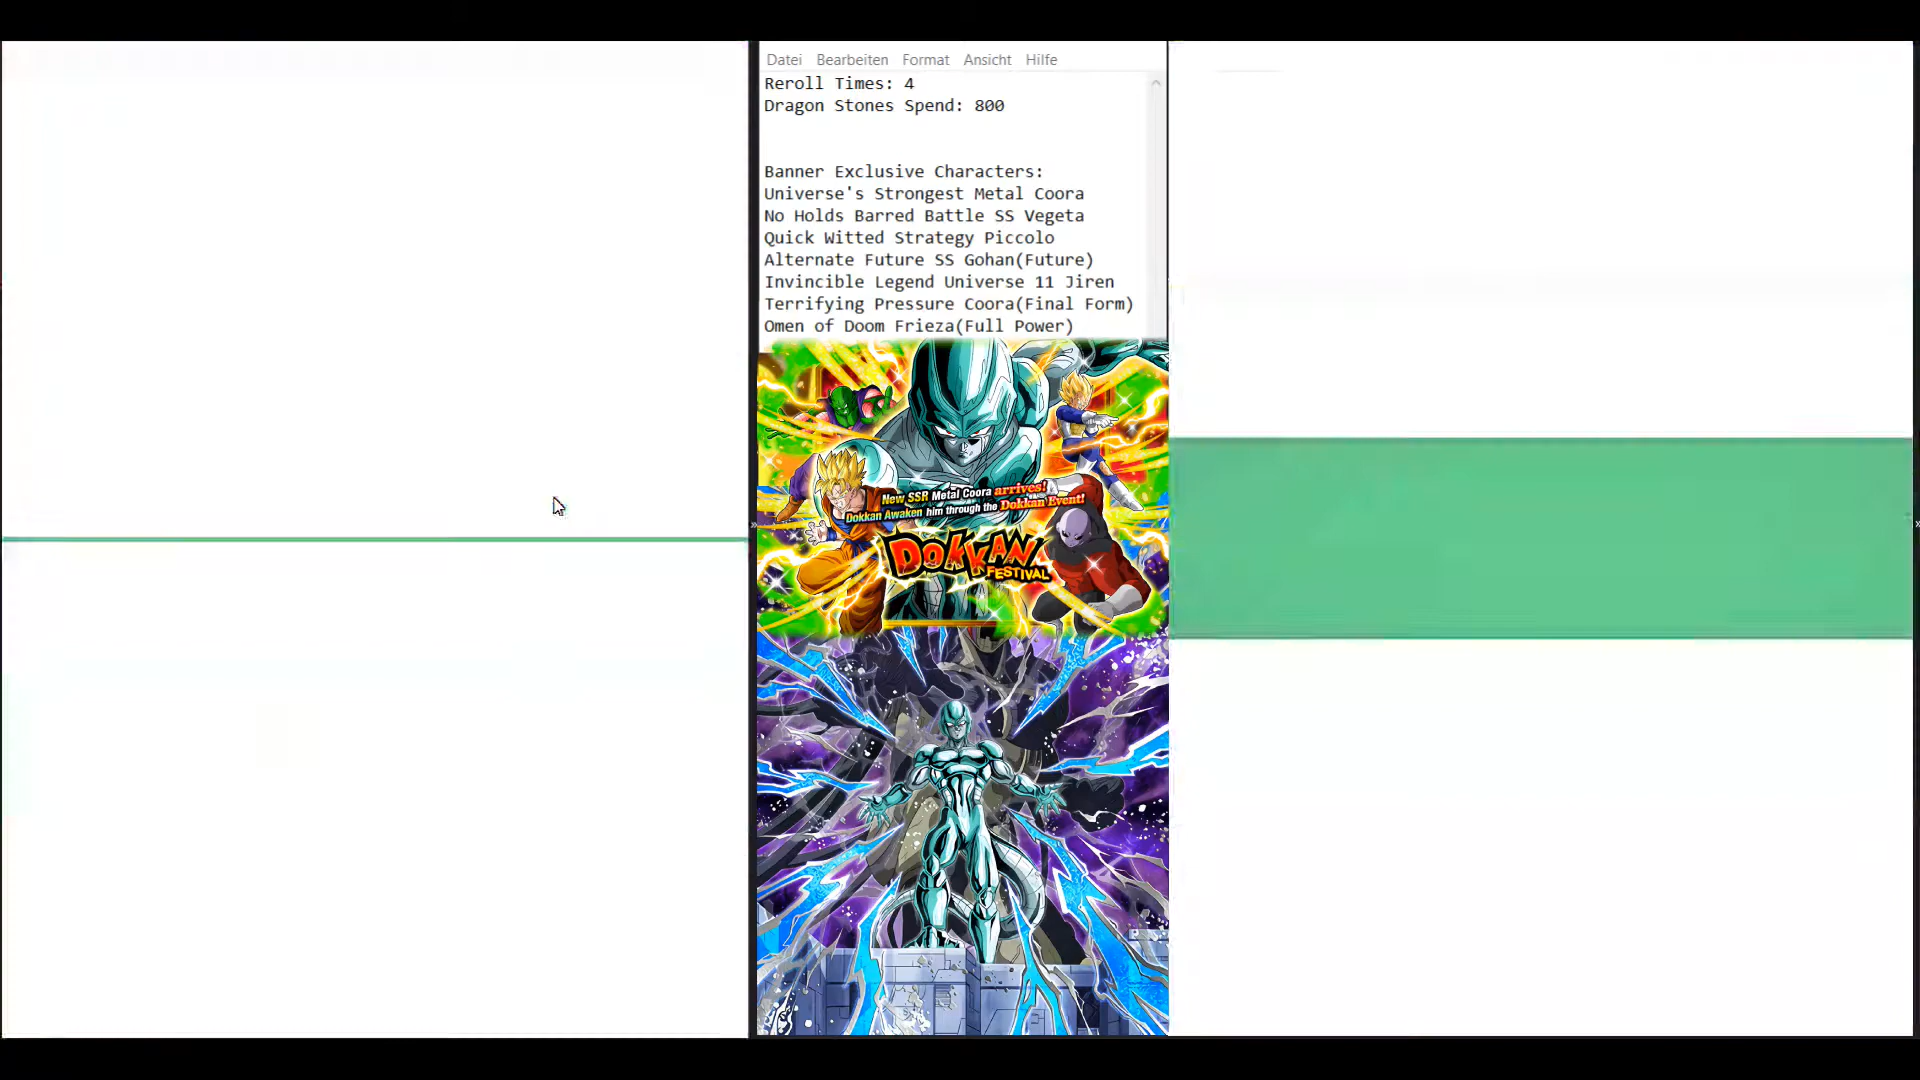 Datei Bearbeiten Format Ansicht Hilfe
Reroll Times: 4
Dragon Stones Spend: 800
Banner Exclusive Characters:
Universe's Strongest Metal Coora
No Holds Barred Battle SS Vegeta
Quick Witted Strategy Piccolo
Alternate Future SS Gohan(Future)
Invincible Legend Universe 11 Jiren
Terrifying Pressure Coora(Final Form)
Omen of Doom Frieza(Full Power)
New SSR Metal Coora arrives!
Dokkan Awaken him through the Dokkan Event!
DOKKAN
FESTIVAL